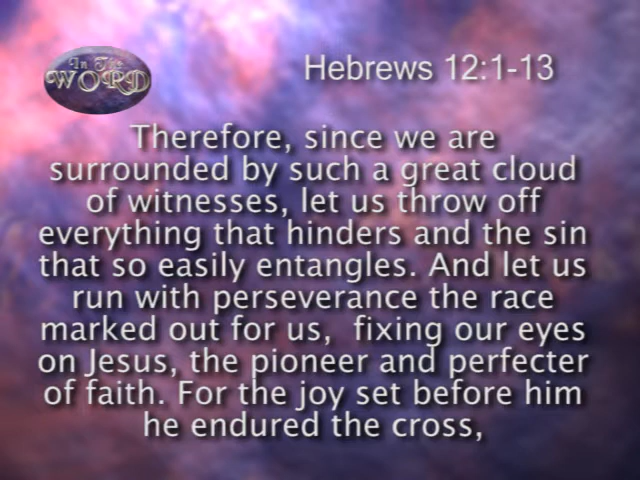 In The
WORD
Hebrews 12:1-13
Therefore, since we are
surrounded by such a great cloud
of witnesses, let us throw off
everything that hinders and the sin
that so easily entangles. And let us
run with perseverance the race
marked out for us,  fixing our eyes
on Jesus, the pioneer and perfecter
of faith. For the joy set before him
he endured the cross,